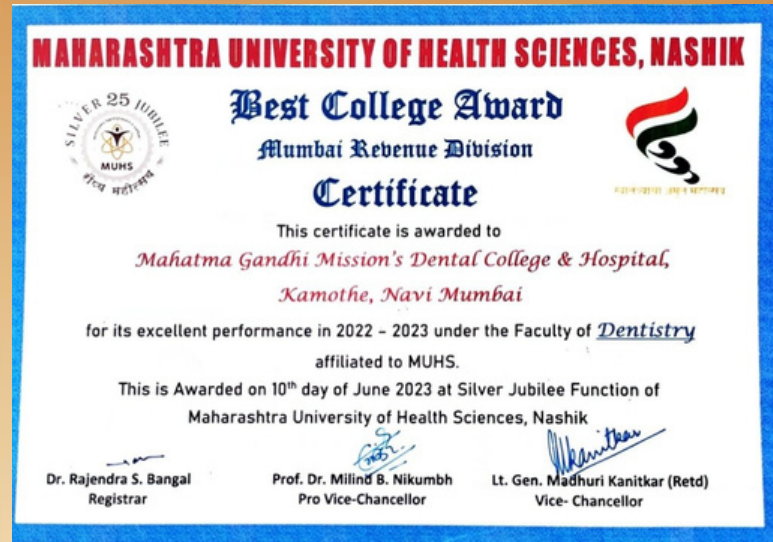 MAHARASHTRA UNIVERSITY OF HEALTH SCIENCES, NASHIK
SILVER 25 JUBILEE
MUHS
रौप्य महोत्सव
Best College Award
Mumbai Revenue Division
Certificate
This certificate is awarded to
Mahatma Gandhi Mission's Dental College & Hospital,
Kamothe, Navi Mumbai
for its excellent performance in 2022 - 2023 under the Faculty of Dentistry
affiliated to MUHS.
This is Awarded on 10th day of June 2023 at Silver Jubilee Function of
Maharashtra University of Health Sciences, Nashik
Mkanitkar
Dr. Rajendra S. Bangal
Prof. Dr. Milind B. Nikumbh
Lt. Gen. Madhuri Kanitkar (Retd)
Registrar
Pro Vice-Chancellor
Vice- Chancellor